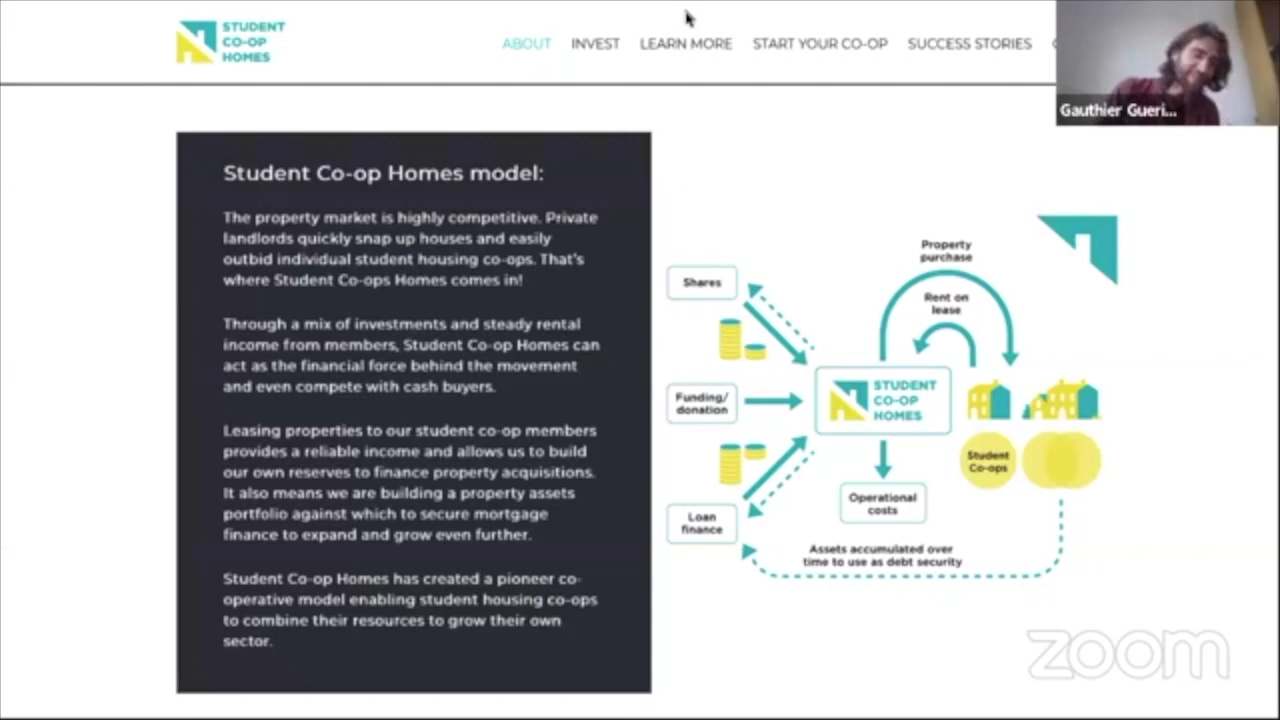 STUDENT
CO-OP
HOMES
ABOUT
INVEST
LEARN MORE
START YOUR CO-OP
SUCCESS STORIES
Gauthier Gueri...
Student Co-op Homes model:
The property market is highly competitive. Private
landlords quickly snap up houses and easily
outbid individual student housing co-ops. That's
where Student Co-ops Homes comes in!
Through a mix of investments and steady rental
income from members, Student Co-op Homes can
act as the financial force behind the movement
and even compete with cash buyers.
Leasing properties to our student co-op members
provides a reliable income and allows us to build
our own reserves to finance property acquisitions.
It also means we are building a property assets
portfolio against which to secure mortgage
finance to expand and grow even further.
Student Co-op Homes has created a pioneer co-
operative model enabling student housing co-ops
to combine their resources to grow their own
sector.
Property
purchase
Rent on
lease
Shares
Funding/
donation
STUDENT
CO-OP
HOMES
Student
Co-ops
Operational
costs
Loan
finance
Assets accumulated over
time to use as debt security
zoom